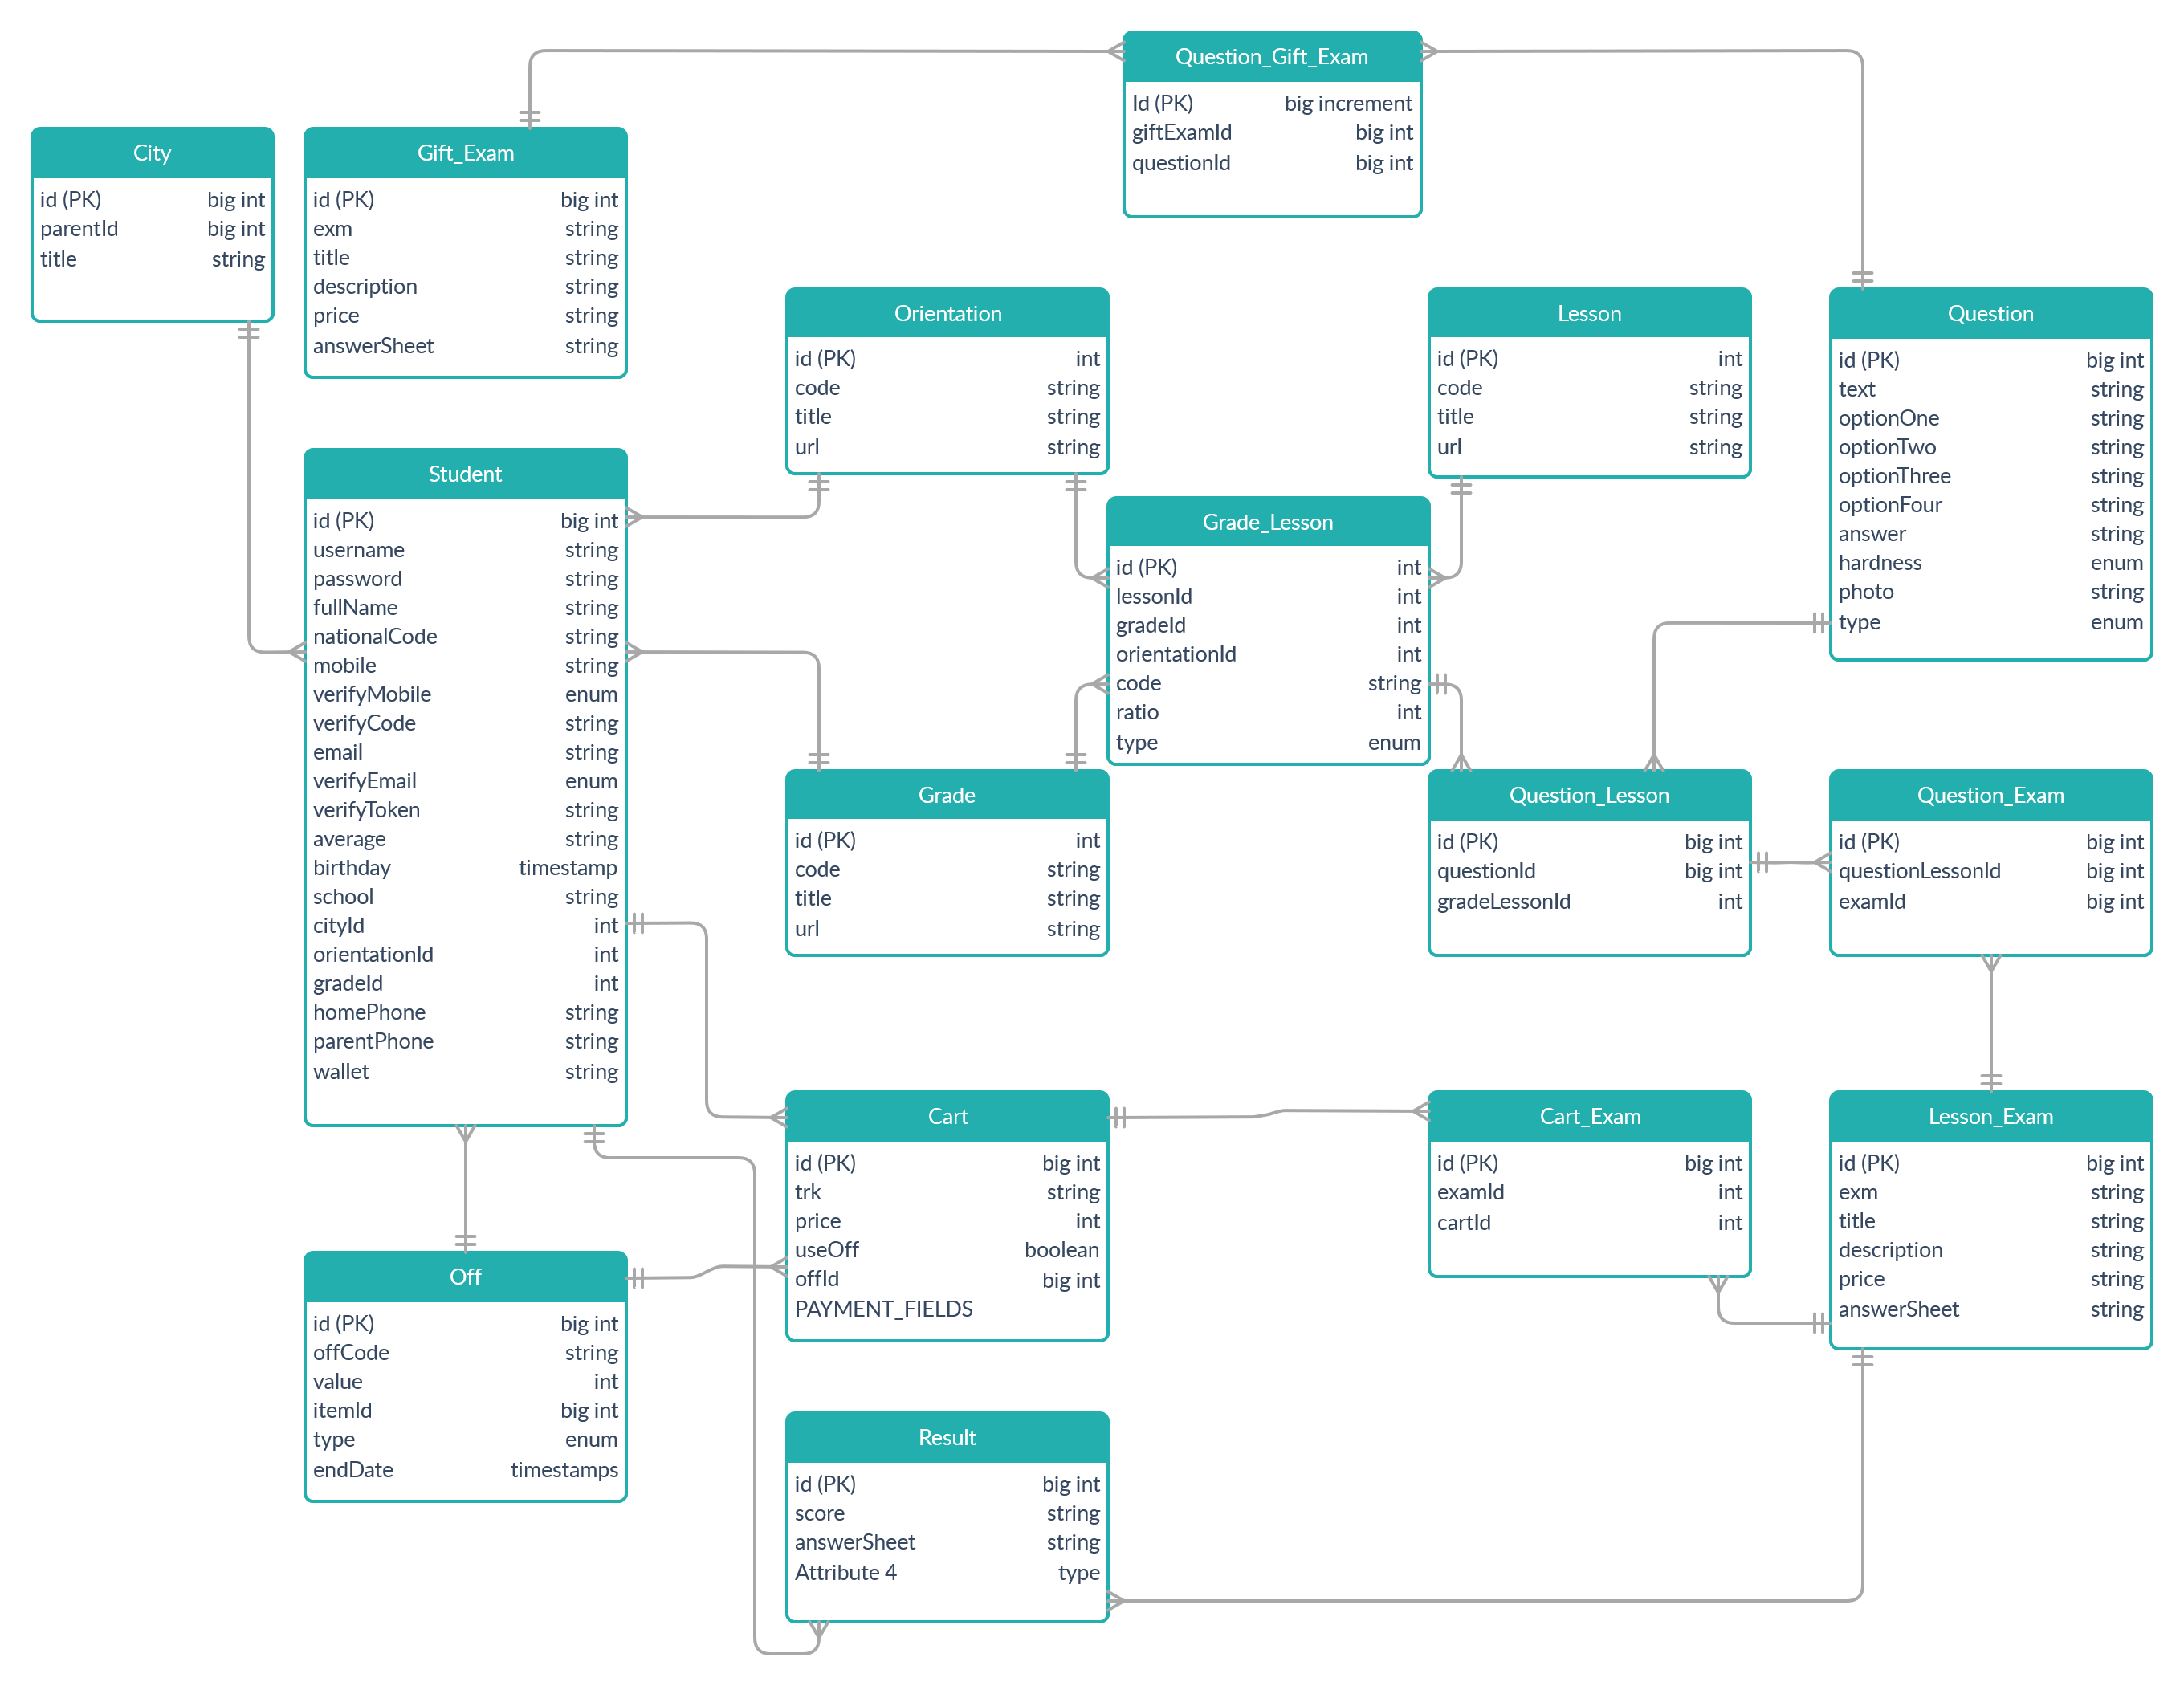 Question_Gift_Exam
Id (PK) big increment
giftExamId big int
questionId big int
City
id (PK) big int
parentId big int
title string
Gift_Exam
id (PK) big int
exm string
title string
description string
price string
answerSheet string
Orientation
id (PK) int
code string
title string
url string
Lesson
id (PK) int
code string
title string
url string
Question
id (PK) big int
text string
optionOne string
optionTwo string
optionThree string
optionFour string
answer string
hardness enum
photo string
type enum
Student
id (PK) big int
username string
password string
fullName string
nationalCode string
mobile string
verifyMobile enum
verifyCode string
email string
verifyEmail enum
verifyToken string
average string
birthday timestamp
school string
cityId int
orientationId int
gradeId int
homePhone string
parentPhone string
wallet string
Grade_Lesson
id (PK) int
lessonId int
gradeId int
orientationId int
code string
ratio int
type enum
Grade
id (PK) int
code string
title string
url string
Question_Lesson
id (PK) big int
questionId big int
gradeLessonId int
Question_Exam
id (PK) big int
questionLessonId big int
examId big int
Cart
id (PK) big int
trk string
price int
useOff boolean
offId big int
PAYMENT_FIELDS
Cart_Exam
id (PK) big int
examId int
cartId int
Lesson_Exam
id (PK) big int
exm string
title string
description string
price string
answerSheet string
Off
id (PK) big int
offCode string
value int
itemId big int
type enum
endDate timestamps
Result
id (PK) big int
score string
answerSheet string
Attribute 4 type